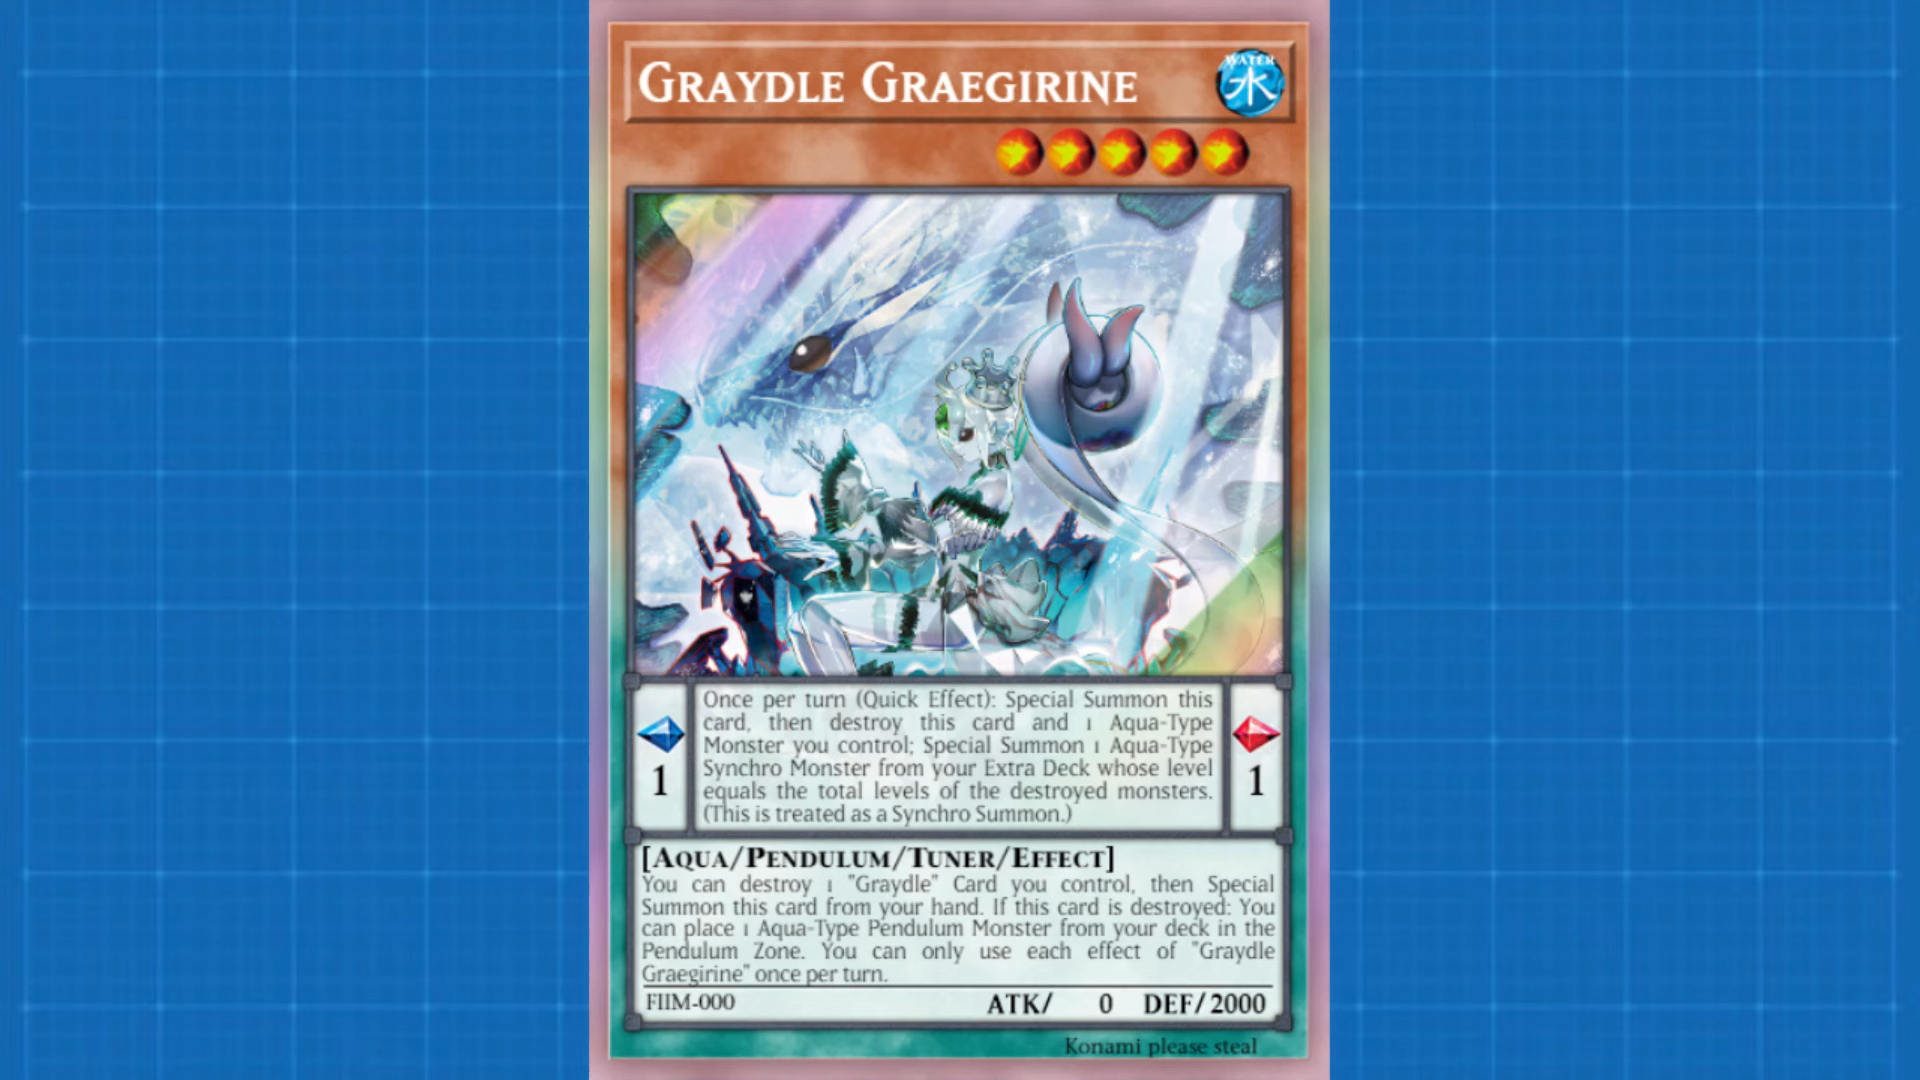 GRAYDLE GRAEGIRINE
WATER
水
Once per turn (Quick Effect): Special Summon this
card, then destroy this card and 1 Aqua-Type
Monster you control; Special Summon 1 Aqua-Type
Synchro Monster from your Extra Deck whose level
equals the total levels of the destroyed monsters.
(This is treated as a Synchro Summon.)
1
1
[AQUA/PENDULUM/TUNER/EFFECT]
You can destroy 1 "Graydle" Card you control, then Special
Summon this card from your hand. If this card is destroyed: You
can place 1 Aqua-Type Pendulum Monster from your deck in the
Pendulum Zone. You can only use each effect of "Graydle
Graegirine" once per turn.
FIIM-000
ATK/ 0 DEF/2000
Konami please steal